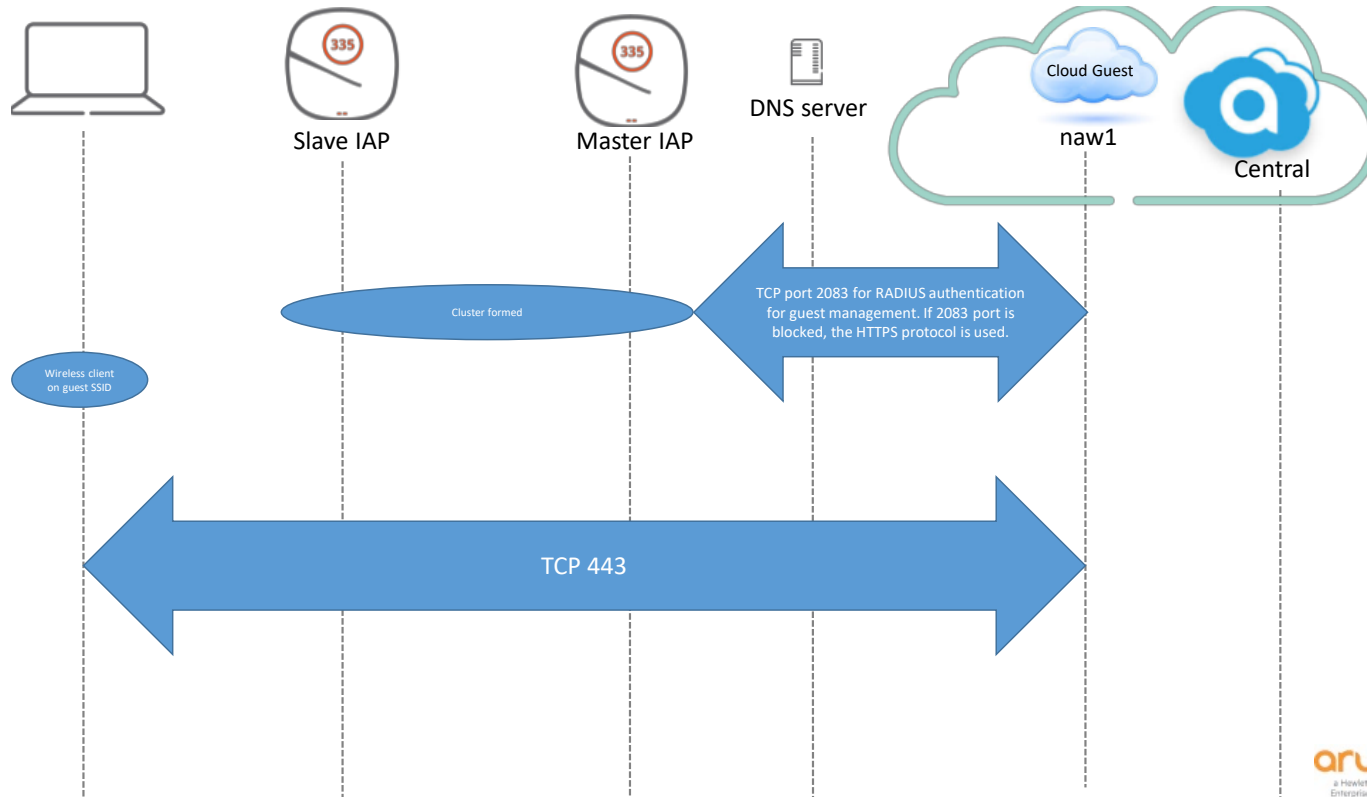 335
335
Cloud Guest
DNS server
Slave IAP
Master IAP
naw1
Central
TCP port 2083 for RADIUS authentication
for guest management. If 2083 port is
blocked, the HTTPS protocol is used.
Cluster formed
Wireless client
on guest SSID
TCP 443
a Hewlet
Enterprise